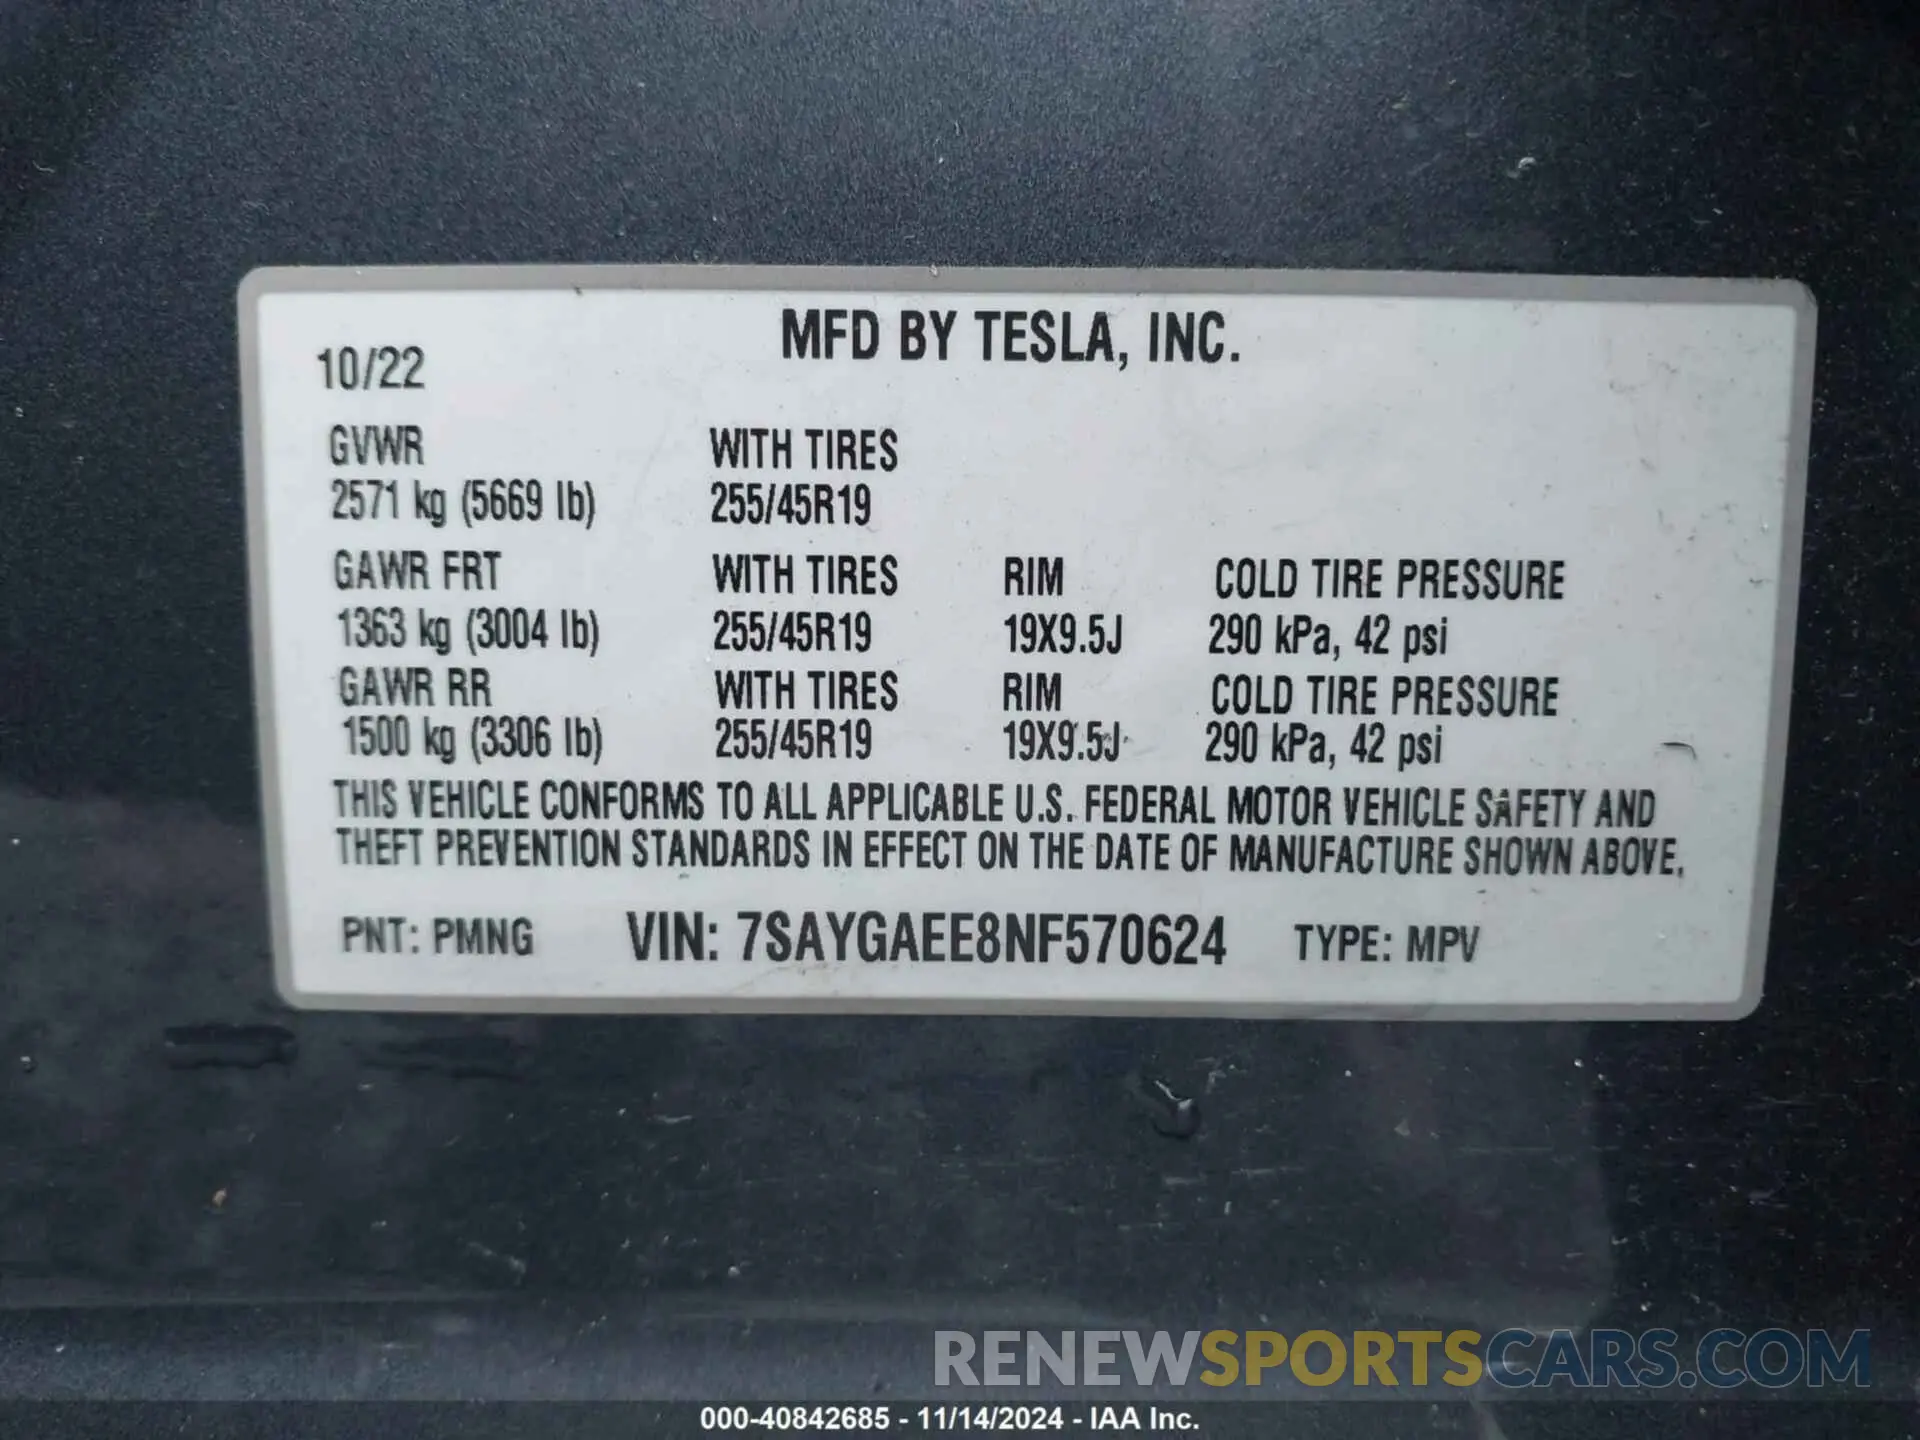 MFD BY TESLA, INC.
10/22
GVWR WITH TIRES
2571 kg (5669 lb) 255/45R19
GAWR FRT WITH TIRES RIM COLD TIRE PRESSURE
1363 kg (3004 lb) 255/45R19 19X9.5J 290 kPa, 42 psi
GAWR RR WITH TIRES RIM COLD TIRE PRESSURE
1500 kg (3306 lb) 255/45R19 19X9.5J 290 kPa, 42 psi
THIS VEHICLE CONFORMS TO ALL APPLICABLE U.S. FEDERAL MOTOR VEHICLE SAFETY AND
THEFT PREVENTION STANDARDS IN EFFECT ON THE DATE OF MANUFACTURE SHOWN ABOVE.
PNT: PMNG VIN: 7SAYGAEE8NF570624 TYPE: MPV
RENEWSPORTSCARS.COM
000-40842685 - 11/14/2024 - IAA Inc.